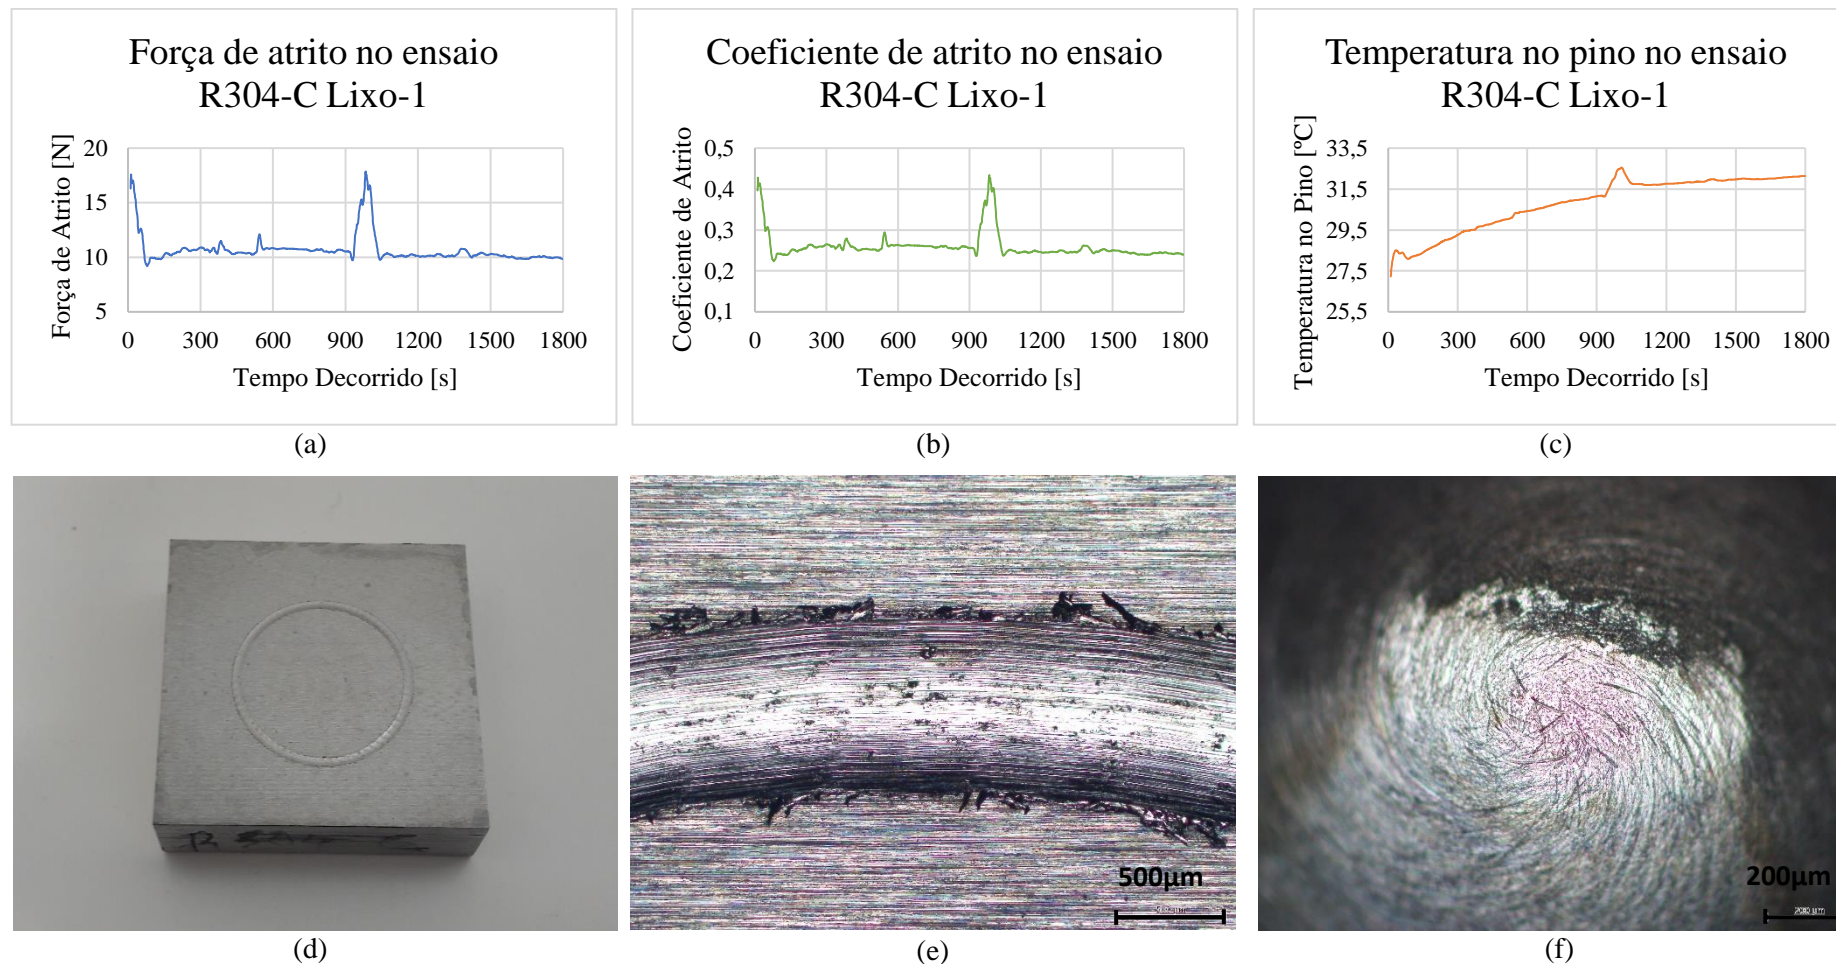 Força de atrito no ensaio
R304-C Lixo-1
Força de Atrito [N]
20
15
10
5
0 300 600 900 1200 1500 1800
Tempo Decorrido [s]
(a)
Coeficiente de atrito no ensaio
R304-C Lixo-1
Coeficiente de Atrito
0,5
0,4
0,3
0,2
0,1
0 300 600 900 1200 1500 1800
Tempo Decorrido [s]
(b)
Temperatura no pino no ensaio
R304-C Lixo-1
Temperatura no Pino [ºC]
33,5
31,5
29,5
27,5
25,5
0 300 600 900 1200 1500 1800
Tempo Decorrido [s]
(c)
R
(d)
500µm
(e)
200µm
200 µm
(f)